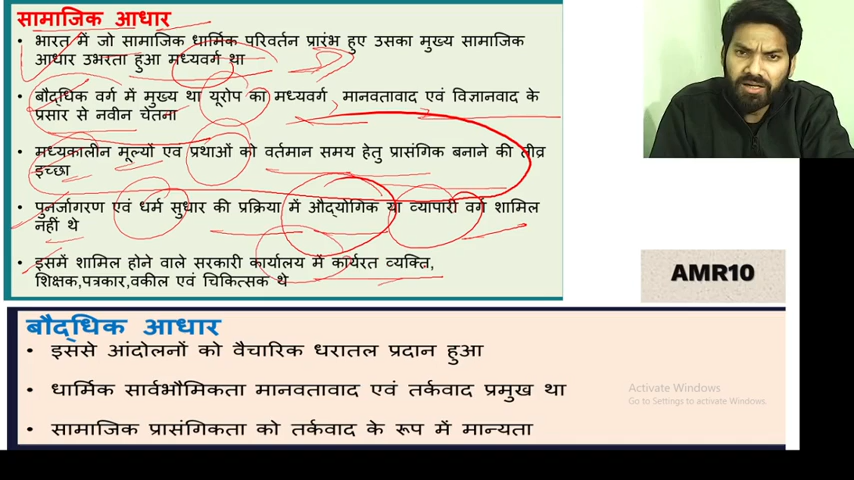 सामाजिक आधार
• भारत में जो सामाजिक धार्मिक परिवर्तन प्रारंभ हुए उसका मुख्य सामाजिक
आधार उभरता हुआ मध्यवर्ग था
• बौद्धिक वर्ग में मुख्य था यूरोप का मध्यवर्ग, मानवतावाद एवं विज्ञानवाद के
प्रसार से नवीन चेतना
• मध्यकालीन मूल्यों एवं प्रथाओं को वर्तमान समय हेतु प्रासंगिक बनाने की तीव्र
इच्छा
• पुनर्जागरण एवं धर्म सुधार की प्रक्रिया में औद्योगिक या व्यापारी वर्ग शामिल
नहीं थे
• इसमें शामिल होने वाले सरकारी कार्यालय में कार्यरत व्यक्ति,
शिक्षक,पत्रकार,वकील एवं चिकित्सक थे
AMR10
बौद्धिक आधार
• इससे आंदोलनों को वैचारिक धरातल प्रदान हुआ
• धार्मिक सार्वभौमिकता मानवतावाद एवं तर्कवाद प्रमुख था
• सामाजिक प्रासंगिकता को तर्कवाद के रूप में मान्यता
Activate Windows
Go to Settings to activate Windows.